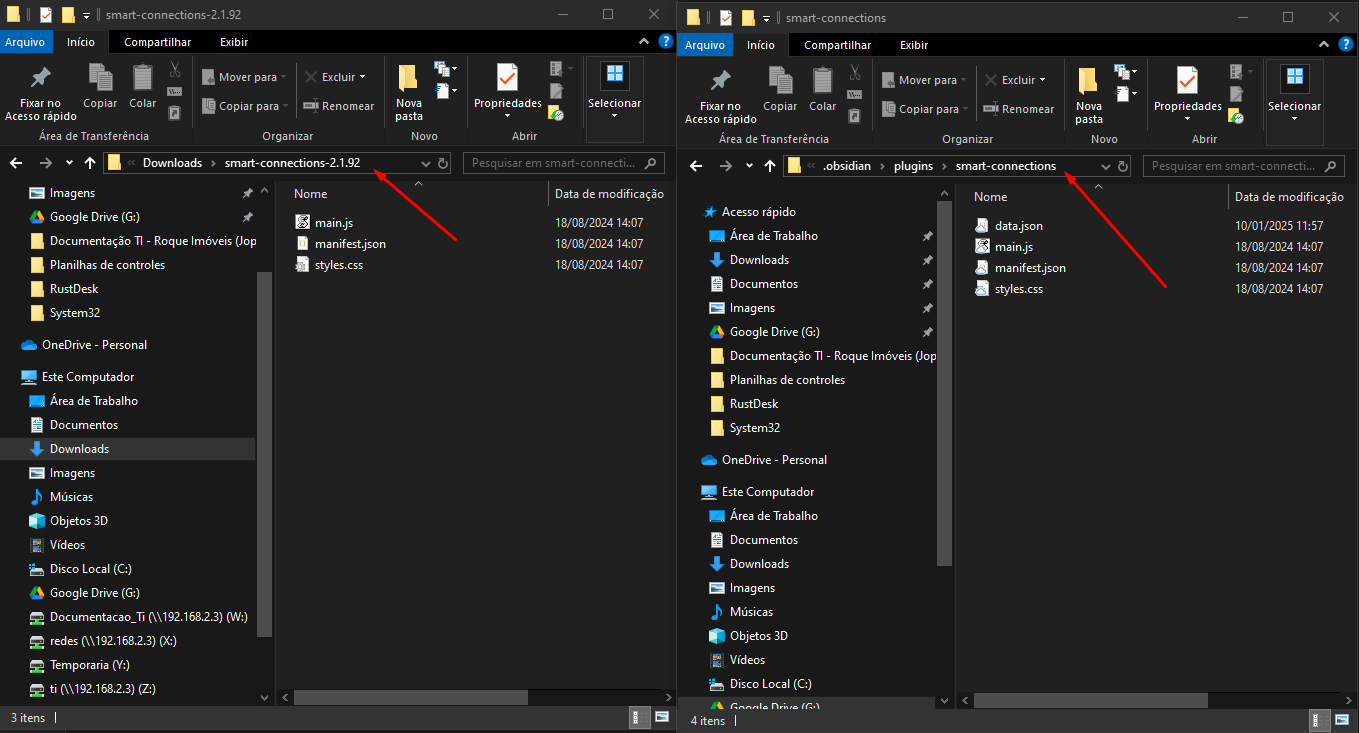 smart-connections-2.1.92
Arquivo
Início
Compartilhar
Exibir
Fixar no
Acesso rápido
Copiar
Colar
Mover para
Copiar para
Excluir
Renomear
Nova
pasta
Propriedades
Selecionar
Área de Transferência
Organizar
Novo
Abrir
Downloads > smart-connections-2.1.92
Pesquisar em smart-connecti...
Imagens
Google Drive (G:)
Documentação TI - Roque Imóveis (Jop
Planilhas de controles
RustDesk
System32
OneDrive - Personal
Este Computador
Área de Trabalho
Documentos
Downloads
Imagens
Músicas
Objetos 3D
Vídeos
Disco Local (C:)
Google Drive (G:)
Documentacao_Ti (\\192.168.2.3) (W:)
redes (\\192.168.2.3) (X:)
Temporaria (Y:)
ti (\\192.168.2.3) (Z:)
Nome Data de modificação
main.js 18/08/2024 14:07
manifest.json 18/08/2024 14:07
styles.css 18/08/2024 14:07
3 itens
smart-connections
Arquivo
Início
Compartilhar
Exibir
Fixar no
Acesso rápido
Copiar
Colar
Mover para
Copiar para
Excluir
Renomear
Nova
pasta
Propriedades
Selecionar
Área de Transferência
Organizar
Novo
Abrir
.obsidian > plugins > smart-connections
Pesquisar em smart-connecti...
Acesso rápido
Área de Trabalho
Downloads
Documentos
Imagens
Google Drive (G:)
Documentação TI - Roque Imóveis (Jop
Planilhas de controles
RustDesk
System32
OneDrive - Personal
Este Computador
Área de Trabalho
Documentos
Downloads
Imagens
Músicas
Objetos 3D
Vídeos
Disco Local (C:)
Google Drive (G:)
Nome Data de modificação
data.json 10/01/2025 11:57
main.js 18/08/2024 14:07
manifest.json 18/08/2024 14:07
styles.css 18/08/2024 14:07
4 itens